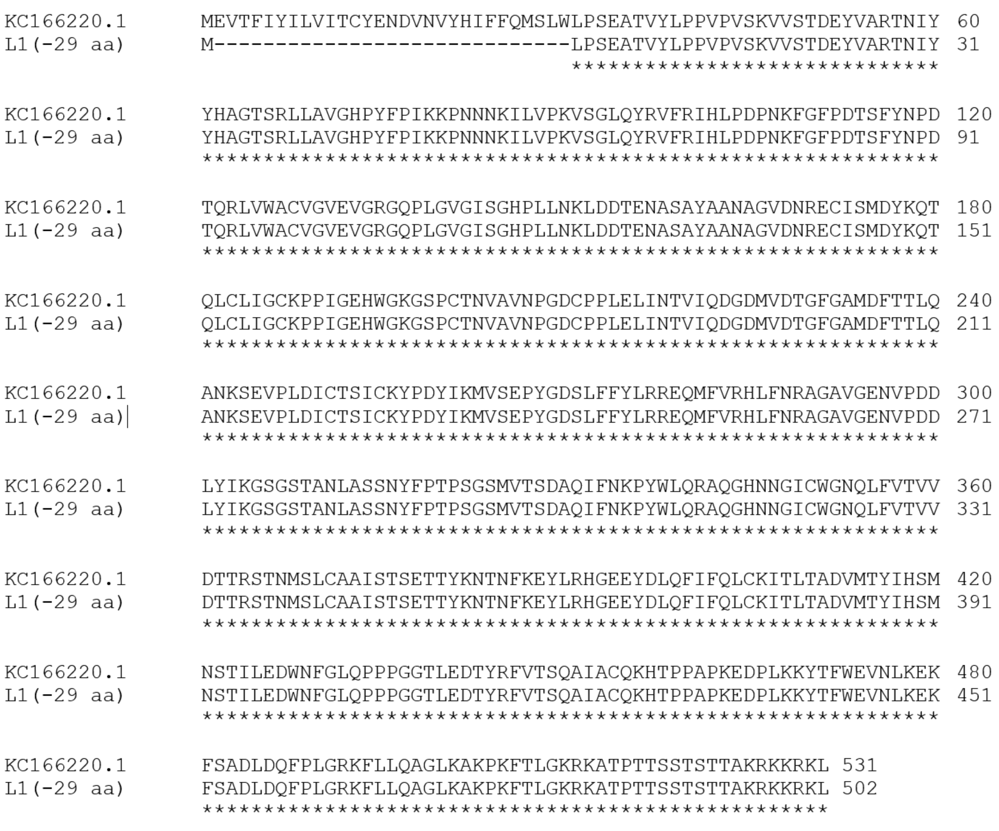 KC166220.1 MEVTFIYILVITCYENDVNVYHIFFQMSLWLPSEATVYLPPVPVSKVVSTDEYVARTNIY 60
L1(-29 aa) M-----------------------------LPSEATVYLPPVPVSKVVSTDEYVARTNIY 31
******************************
KC166220.1 YHAGTSRLLAVGHPYFPIKKPNNNKILVPKVSGLQYRVFRIHLPDPNKFGFPDTSFYNPD 120
L1(-29 aa) YHAGTSRLLAVGHPYFPIKKPNNNKILVPKVSGLQYRVFRIHLPDPNKFGFPDTSFYNPD 91
************************************************************
KC166220.1 TQRLVWACVGVEVGRGQPLGVGISGHPLLNKLDDTENASAYAANAGVDNRECISMDYKQT 180
L1(-29 aa) TQRLVWACVGVEVGRGQPLGVGISGHPLLNKLDDTENASAYAANAGVDNRECISMDYKQT 151
************************************************************
KC166220.1 QLCLIGCKPPIGEHWGKGSPCTNVAVNPGDCPPLELINTVIQDGDMVDTGFGAMDFTTLQ 240
L1(-29 aa) QLCLIGCKPPIGEHWGKGSPCTNVAVNPGDCPPLELINTVIQDGDMVDTGFGAMDFTTLQ 211
************************************************************
KC166220.1 ANKSEVPLDICTSICKYPDYIKMVSEPYGDSLFFYLRREQMFVRHLFNRAGAVGENVPDD 300
L1(-29 aa) ANKSEVPLDICTSICKYPDYIKMVSEPYGDSLFFYLRREQMFVRHLFNRAGAVGENVPDD 271
************************************************************
KC166220.1 LYIKGSGSTANLASSNYFPTPSGSMVTSDAQIFNKPYWLQRAQGHNNGICWGNQLFVTVV 360
L1(-29 aa) LYIKGSGSTANLASSNYFPTPSGSMVTSDAQIFNKPYWLQRAQGHNNGICWGNQLFVTVV 331
************************************************************
KC166220.1 DTTRSTNMSLCAAISTSETTYKNTNFKEYLRHGEEYDLQFIFQLCKITLTADVMTYIHSM 420
L1(-29 aa) DTTRSTNMSLCAAISTSETTYKNTNFKEYLRHGEEYDLQFIFQLCKITLTADVMTYIHSM 391
************************************************************
KC166220.1 NSTILEDWNFGLQPPPGGTLEDTYRFVTSQAIACQKHTPPAPKEDPLKKYTFWEVNLKEK 480
L1(-29 aa) NSTILEDWNFGLQPPPGGTLEDTYRFVTSQAIACQKHTPPAPKEDPLKKYTFWEVNLKEK 451
************************************************************
KC166220.1 FSADLDQFPLGRKFLLQAGLKAKPKFTLGKRKATPTTSSTSTTAKRKKRKL 531
L1(-29 aa) FSADLDQFPLGRKFLLQAGLKAKPKFTLGKRKATPTTSSTSTTAKRKKRKL 502
***************************************************